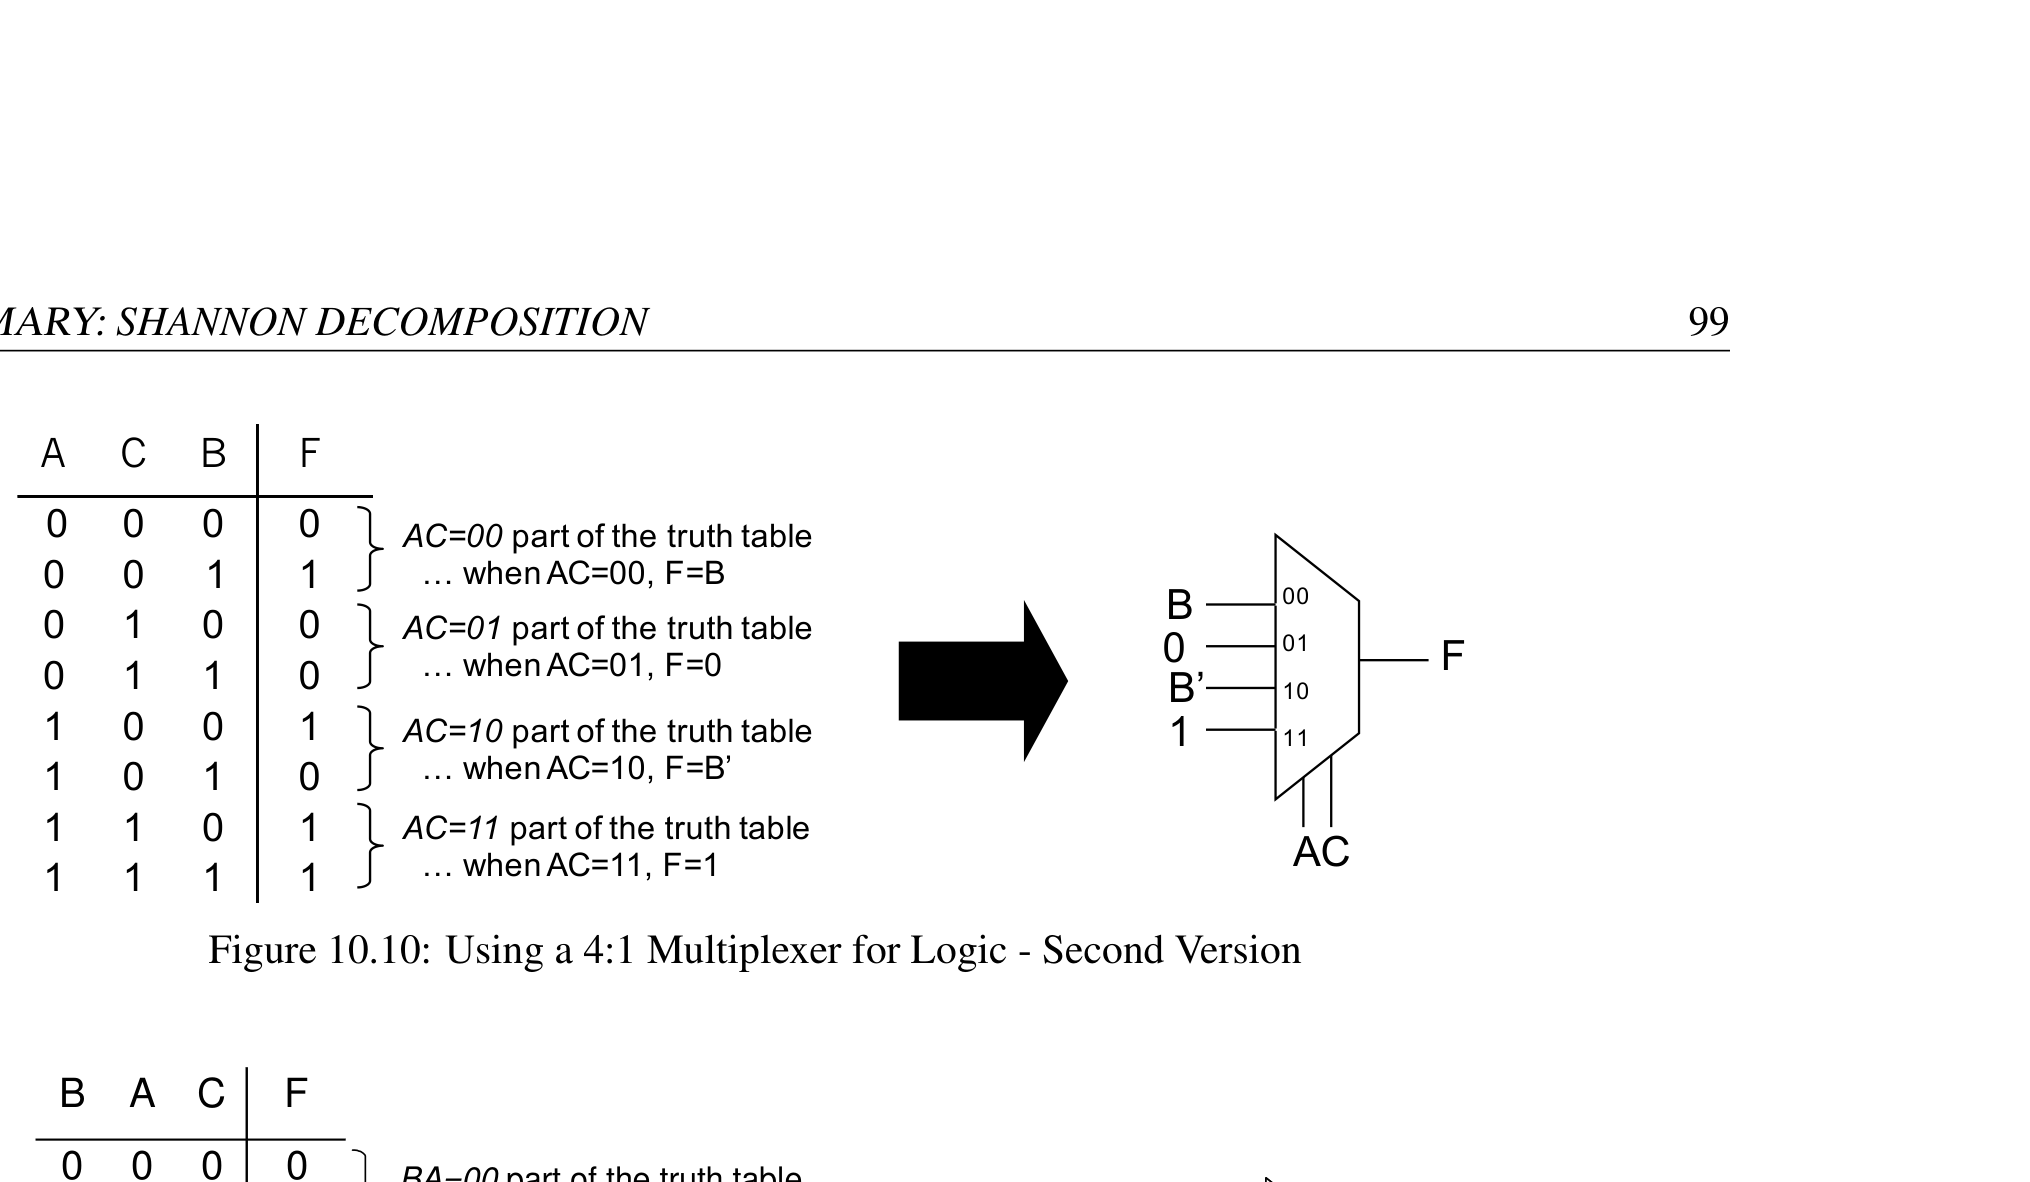 MARY: SHANNON DECOMPOSITION 99
A C B F
0 0 0 0
0 0 1 1
0 1 0 0
0 1 1 0
1 0 0 1
1 0 1 0
1 1 0 1
1 1 1 1
AC=00 part of the truth table
… when AC=00, F=B
AC=01 part of the truth table
… when AC=01, F=0
AC=10 part of the truth table
… when AC=10, F=B’
AC=11 part of the truth table
… when AC=11, F=1
B 00
0 01
B’ 10
1 11
F
AC
Figure 10.10: Using a 4:1 Multiplexer for Logic - Second Version
B A C F
0 0 0 0
BA=00 part of the truth table